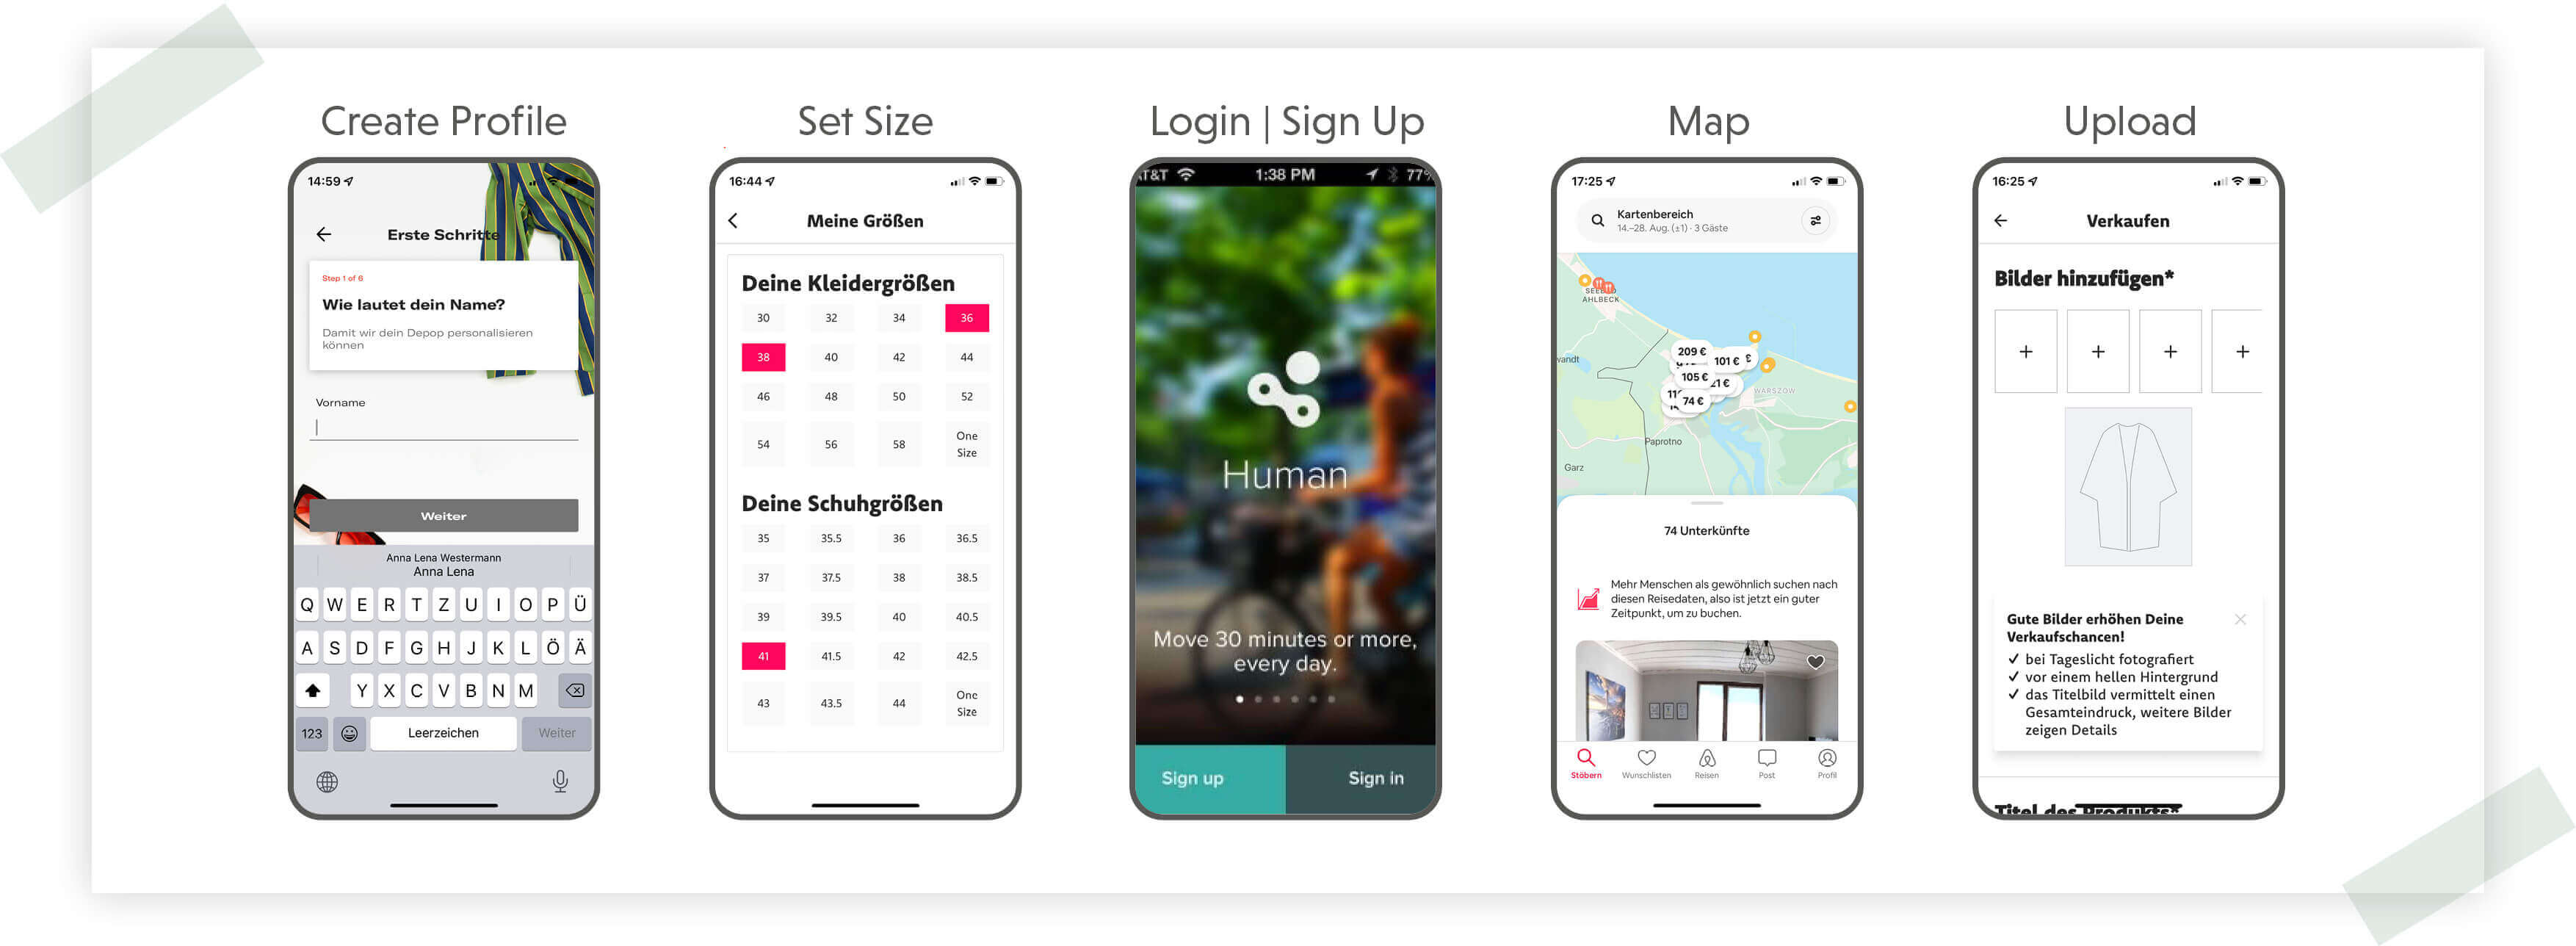 Create Profile
14:59
Erste Schritte
Step 1 of 6
Wie lautet dein Name?
Damit wir dein Depop personalisieren
können
Vorname
Weiter
Anna Lena Westermann
Anna Lena
Q W E R T Z U I O P Ü
A S D F G H J K L Ö Ä
Y X C V B N M
123
Leerzeichen
Weiter
Set Size
16:44
Meine Größen
Deine Kleidergrößen
30 32 34 36
38 40 42 44
46 48 50 52
54 56 58 One
Size
Deine Schuhgrößen
35 35.5 36 36.5
37 37.5 38 38.5
39 39.5 40 40.5
41 41.5 42 42.5
43 43.5 44 One
Size
Login | Sign Up
AT&T 1:38 PM 77%
Human
Move 30 minutes or more,
every day.
Sign up Sign in
Map
17:25
Kartenbereich
14.–28. Aug. (±1) · 3 Gäste
AHLBECK
209 €
101 €
105 €
21 €
74 €
WARSZOW
Paprotno
Garz
74 Unterkünfte
Mehr Menschen als gewöhnlich suchen nach
diesen Reisedaten, also ist jetzt ein guter
Zeitpunkt, um zu buchen.
Stöbern Wunschlisten Reisen Post Profil
Upload
16:25
Verkaufen
Bilder hinzufügen*
+ + + +
Gute Bilder erhöhen Deine
Verkaufschancen!
✓ bei Tageslicht fotografiert
✓ vor einem hellen Hintergrund
✓ das Titelbild vermittelt einen
Gesamteindruck, weitere Bilder
zeigen Details
Titel des Produkts*